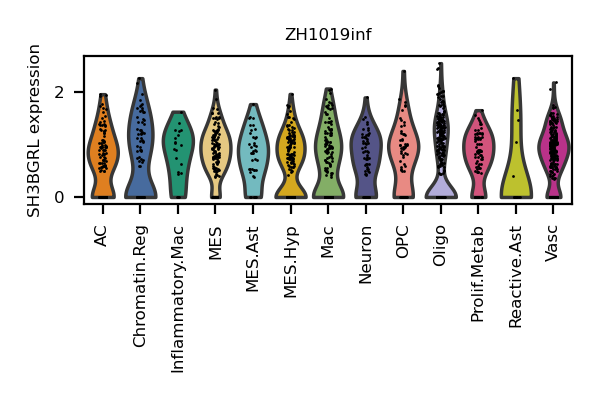 ZH1019inf
SH3BGRL expression
2
0
AC
Chromatin.Reg
Inflammatory.Mac
MES
MES.Ast
MES.Hyp
Mac
Neuron
OPC
Oligo
Prolif.Metab
Reactive.Ast
Vasc